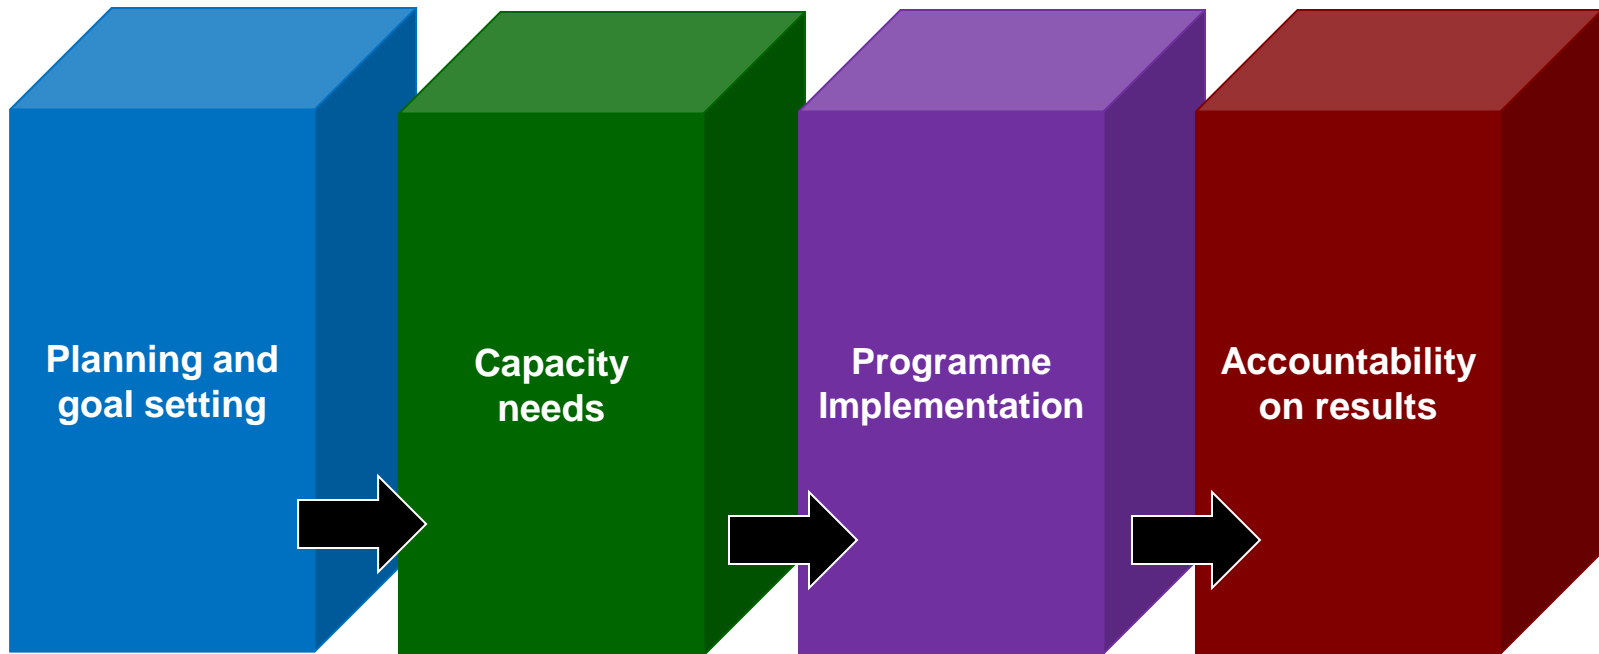 Planning and
goal setting
Capacity
needs
Programme
Implementation
Accountability
on results